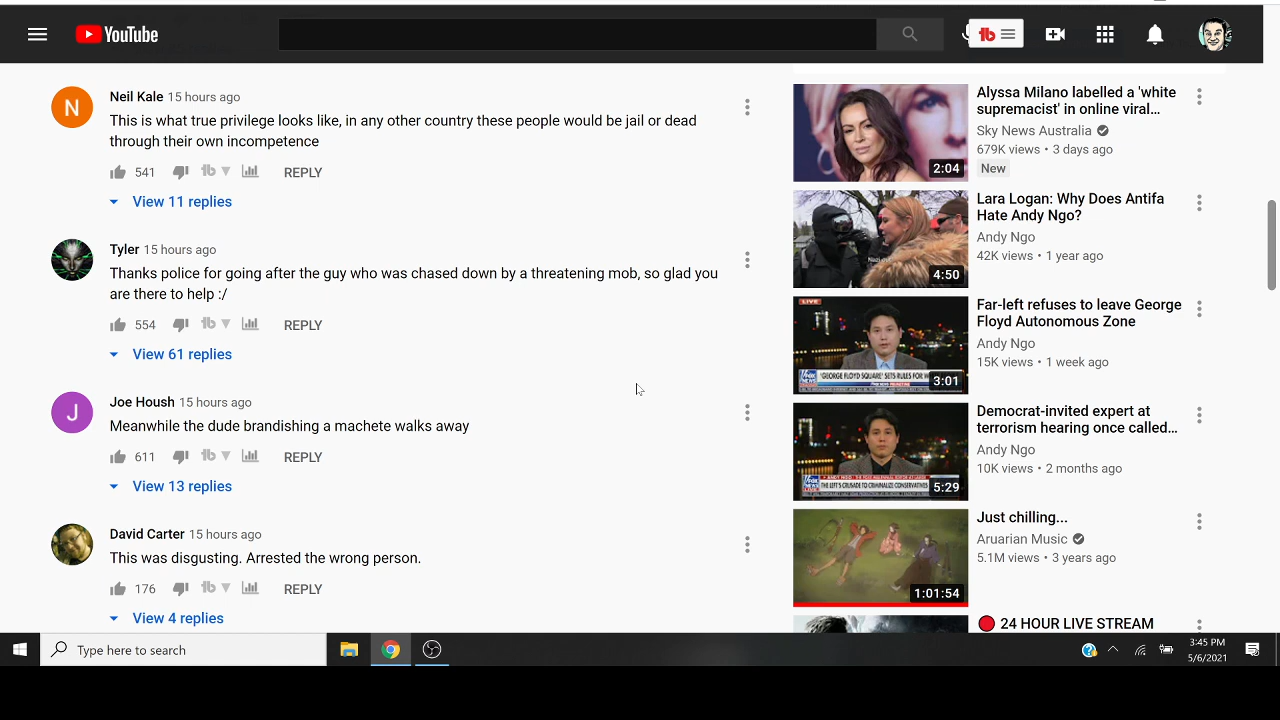 YouTube
Neil Kale 15 hours ago
This is what true privilege looks like, in any other country these people would be jail or dead
through their own incompetence
541 REPLY
View 11 replies
Tyler 15 hours ago
Thanks police for going after the guy who was chased down by a threatening mob, so glad you
are there to help :/
554 REPLY
View 61 replies
Joe Housh 15 hours ago
Meanwhile the dude brandishing a machete walks away
611 REPLY
View 13 replies
David Carter 15 hours ago
This was disgusting. Arrested the wrong person.
176 REPLY
View 4 replies
Alyssa Milano labelled a 'white
supremacist' in online viral...
Sky News Australia
679K views • 3 days ago
New
2:04
Lara Logan: Why Does Antifa
Hate Andy Ngo?
Andy Ngo
42K views • 1 year ago
4:50
Far-left refuses to leave George
Floyd Autonomous Zone
Andy Ngo
15K views • 1 week ago
LIVE
3:01
Democrat-invited expert at
terrorism hearing once called...
Andy Ngo
10K views • 2 months ago
THE LEFT'S CRUSADE TO CRIMINALIZE CONSERVATIVES
5:29
Just chilling...
Aruarian Music
5.1M views • 3 years ago
1:01:54
24 HOUR LIVE STREAM
Type here to search
3:45 PM
5/6/2021